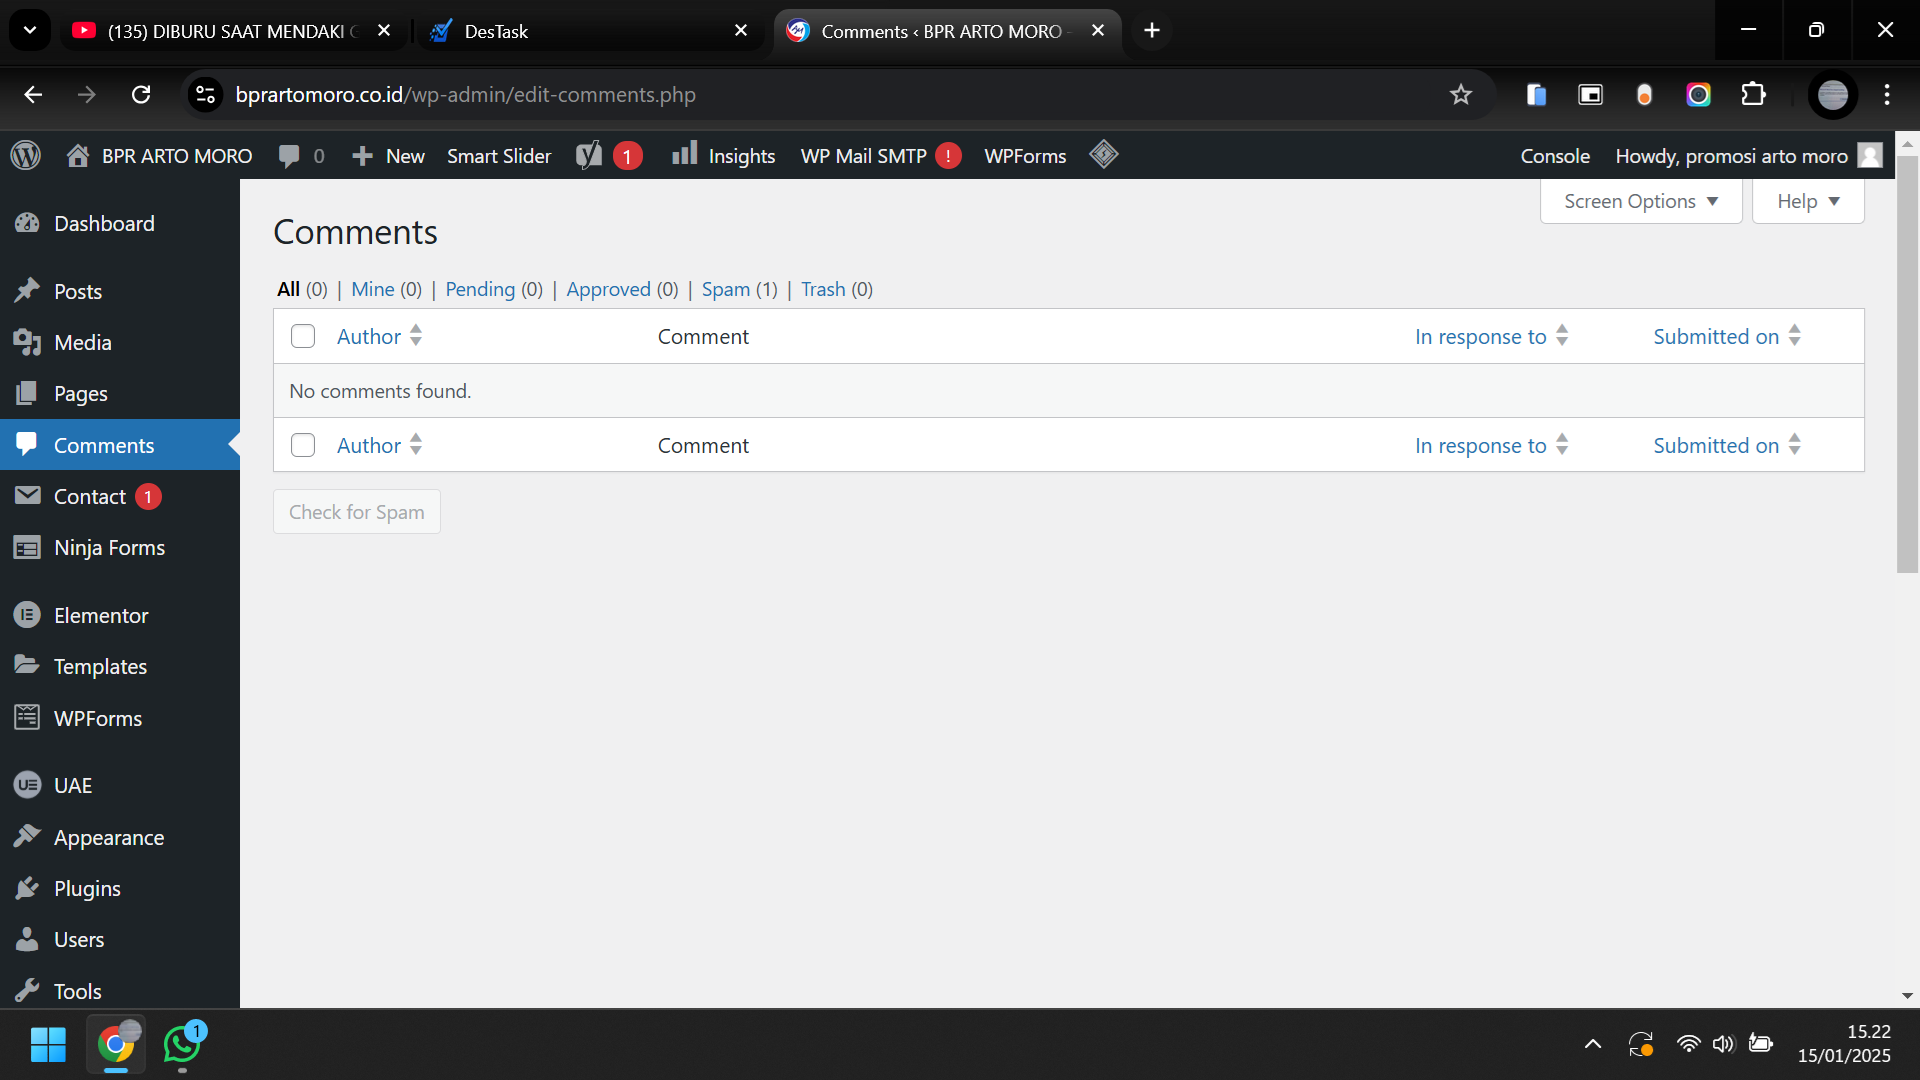 (135) DIBURU SAAT MENDAKI G
DesTask
Comments ‹ BPR ARTO MORO -
bprartomoro.co.id/wp-admin/edit-comments.php
BPR ARTO MORO
0
New
Smart Slider
1
Insights
WP Mail SMTP !
WPForms
Console
Howdy, promosi arto moro
Screen Options ▼
Help ▼
Dashboard
Posts
Media
Pages
Comments
Contact 1
Ninja Forms
Elementor
Templates
WPForms
UAE
Appearance
Plugins
Users
Tools
Comments
All (0) | Mine (0) | Pending (0) | Approved (0) | Spam (1) | Trash (0)
Author Comment In response to Submitted on
No comments found.
Author Comment In response to Submitted on
Check for Spam
1
15.22
15/01/2025